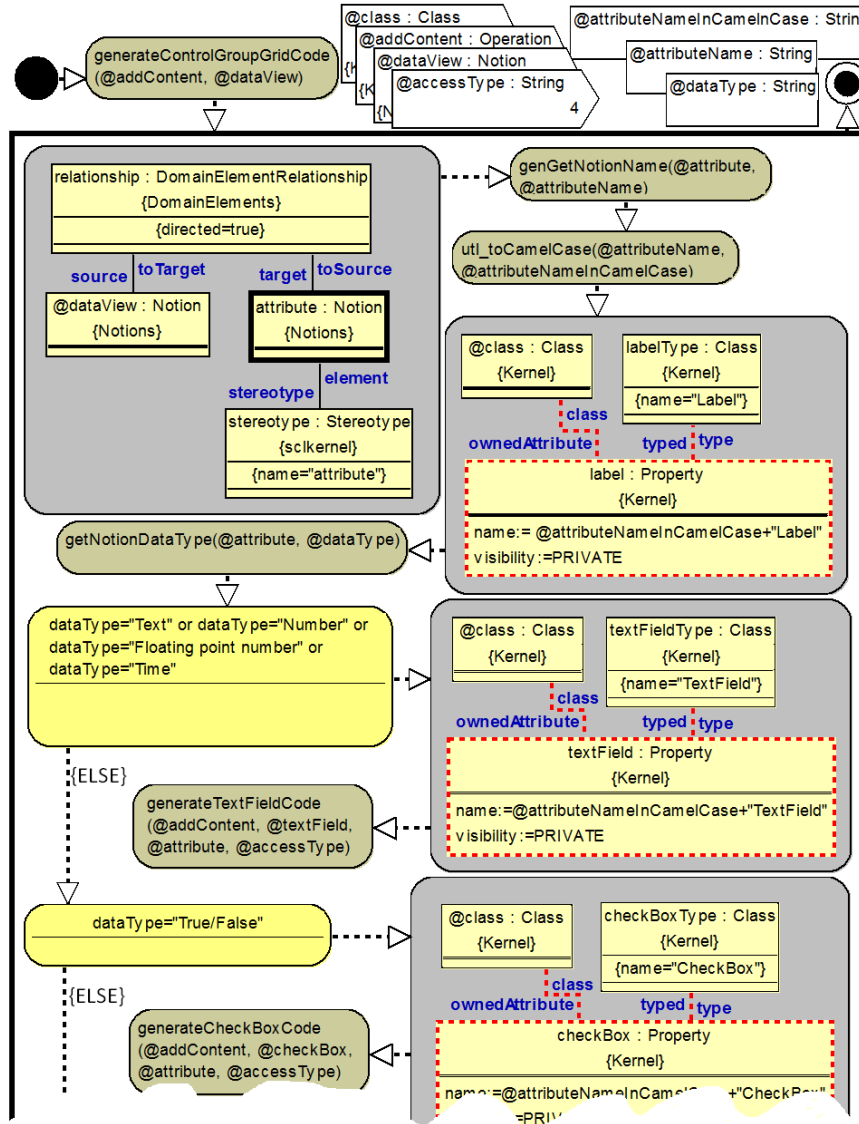 generateControlGroupGridCode
(@addContent, @dataView)
@class : Class
@addContent : Operation
@dataView : Notion
@accessType : String
4
{K
{K
{N
@attributeNameInCamelInCase : Strin
@attributeName : String
@dataType : String
relationship : DomainElementRelationship
{DomainElements}
{directed=true}
source
toTarget
target
toSource
@dataView : Notion
{Notions}
attribute : Notion
{Notions}
element
stereotype
stereotype : Stereotype
{sclkernel}
{name="attribute"}
genGetNotionName(@attribute,
@attributeName)
utl_toCamelCase(@attributeName,
@attributeNameInCamelCase)
@class : Class
{Kernel}
labelType : Class
{Kernel}
{name="Label"}
class
ownedAttribute
typed
type
label : Property
{Kernel}
name:= @attributeNameInCamelCase+"Label"
visibility:=PRIVATE
getNotionDataType(@attribute, @dataType)
dataType="Text" or dataType="Number" or
dataType="Floating point number" or
dataType="Time"
@class : Class
{Kernel}
textFieldType : Class
{Kernel}
{name="TextField"}
class
ownedAttribute
typed
type
textField : Property
{Kernel}
name:=@attributeNameInCamelCase+"TextField"
visibility:=PRIVATE
{ELSE}
generateTextFieldCode
(@addContent, @textField,
@attribute, @accessType)
dataType="True/False"
@class : Class
{Kernel}
checkBoxType : Class
{Kernel}
{name="CheckBox"}
class
ownedAttribute
typed
type
{ELSE}
generateCheckBoxCode
(@addContent, @checkBox,
@attribute, @accessType)
checkBox : Property
{Kernel}
name:=@attributeNameInCamelC +"CheckBox"
=PRIV